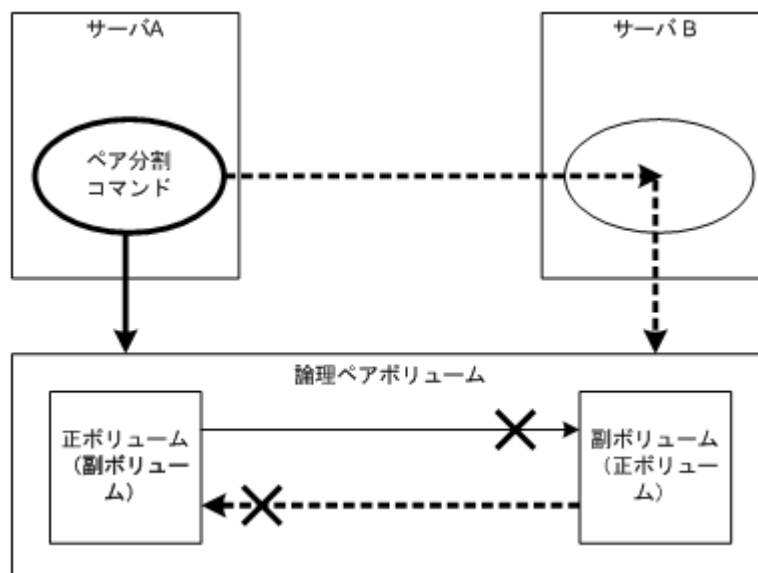 サーバA
サーバ B
ペア分割
コマンド
論理ペアボリューム
正ボリューム
（副ボリュー
ム）
副ボリューム
（正ボリュー
ム）